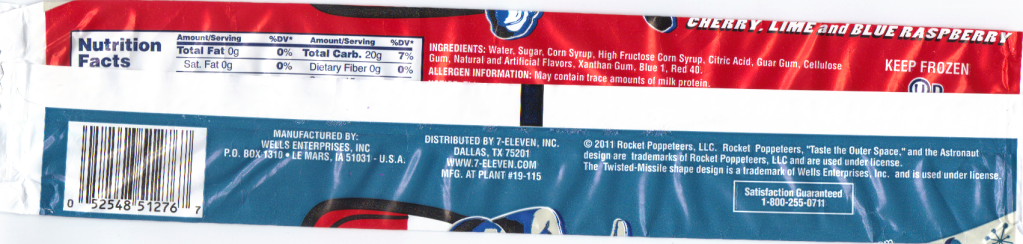 CHERRY, LIME and BLUE RASPBERRY
Nutrition Facts
Amount/Serving %DV* Amount/Serving %DV*
Total Fat 0g 0% Total Carb. 20g 7%
Sat. Fat 0g 0% Dietary Fiber 0g 0%
INGREDIENTS: Water, Sugar, Corn Syrup, High Fructose Corn Syrup, Citric Acid, Guar Gum, Cellulose
Gum, Natural and Artificial Flavors, Xanthan Gum, Blue 1, Red 40.
ALLERGEN INFORMATION: May contain trace amounts of milk protein.
KEEP FROZEN
U D
0 52548 51276 7
MANUFACTURED BY:
WELLS ENTERPRISES, INC
P.O. BOX 1310 • LE MARS, IA 51031 - U.S.A.
DISTRIBUTED BY 7-ELEVEN, INC.
DALLAS, TX 75201
WWW.7-ELEVEN.COM
MFG. AT PLANT #19-115
© 2011 Rocket Poppeteers, LLC. Rocket Poppeteers, "Taste the Outer Space," and the Astronaut
design are trademarks of Rocket Poppeteers, LLC and are used under license.
The Twisted-Missile shape design is a trademark of Wells Enterprises, Inc. and is used under license.
Satisfaction Guaranteed
1-800-255-0711